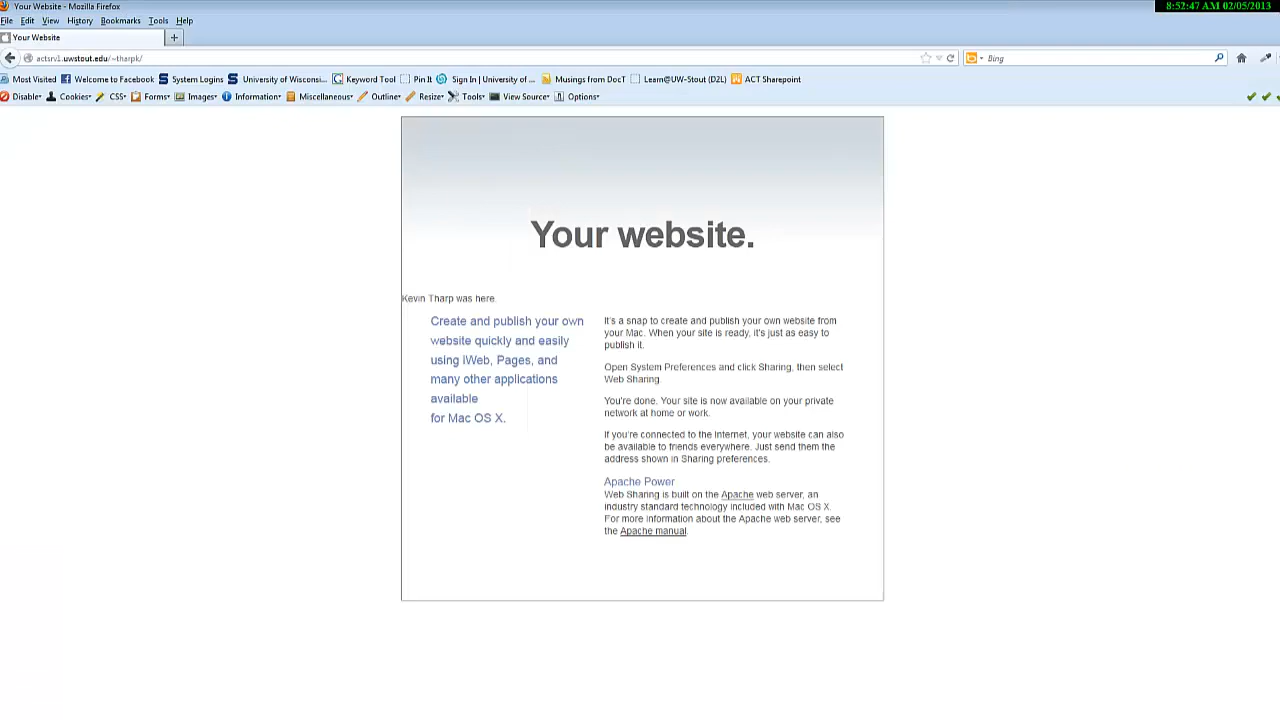 Your Website - Mozilla Firefox
8:52:47 AM 02/05/2013
File Edit View History Bookmarks Tools Help
Your Website +
actsrv1.uwstout.edu/~tharpk/ Bing
Most Visited Welcome to Facebook System Logins University of Wisconsi... Keyword Tool Pin It Sign In | University of ... Musings from DocT Learn@UW-Stout (D2L) ACT Sharepoint
Disable Cookies CSS Forms Images Information Miscellaneous Outline Resize Tools View Source Options
Your website.
Kevin Tharp was here.
Create and publish your own
website quickly and easily
using iWeb, Pages, and
many other applications
available
for Mac OS X.
It's a snap to create and publish your own website from
your Mac. When your site is ready, it's just as easy to
publish it.
Open System Preferences and click Sharing, then select
Web Sharing.
You're done. Your site is now available on your private
network at home or work.
If you're connected to the Internet, your website can also
be available to friends everywhere. Just send them the
address shown in Sharing preferences.
Apache Power
Web Sharing is built on the Apache web server, an
industry standard technology included with Mac OS X.
For more information about the Apache web server, see
the Apache manual.